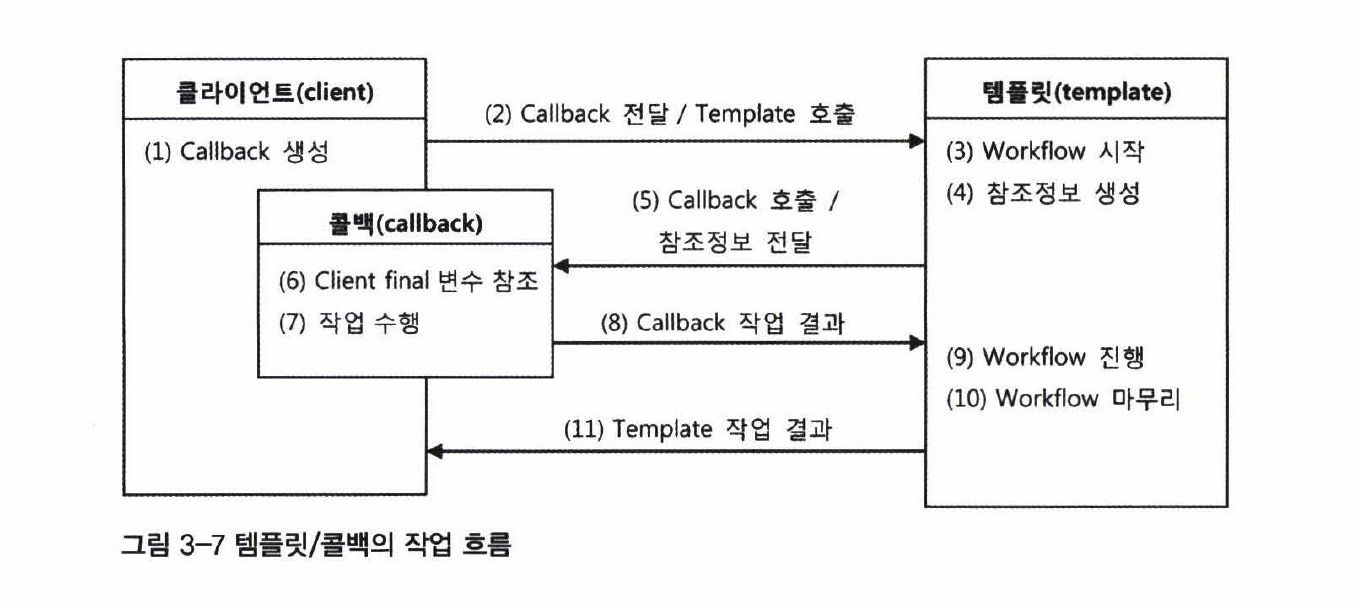 클라이언트(client)
(1) Callback 생성
(2) Callback 전달 / Template 호출
템플릿(template)
(3) Workflow 시작
(4) 참조정보 생성
(5) Callback 호출 /
참조정보 전달
콜백(callback)
(6) Client final 변수 참조
(7) 작업 수행
(8) Callback 작업 결과
(9) Workflow 진행
(10) Workflow 마무리
(11) Template 작업 결과
그림 3-7 템플릿/콜백의 작업 흐름